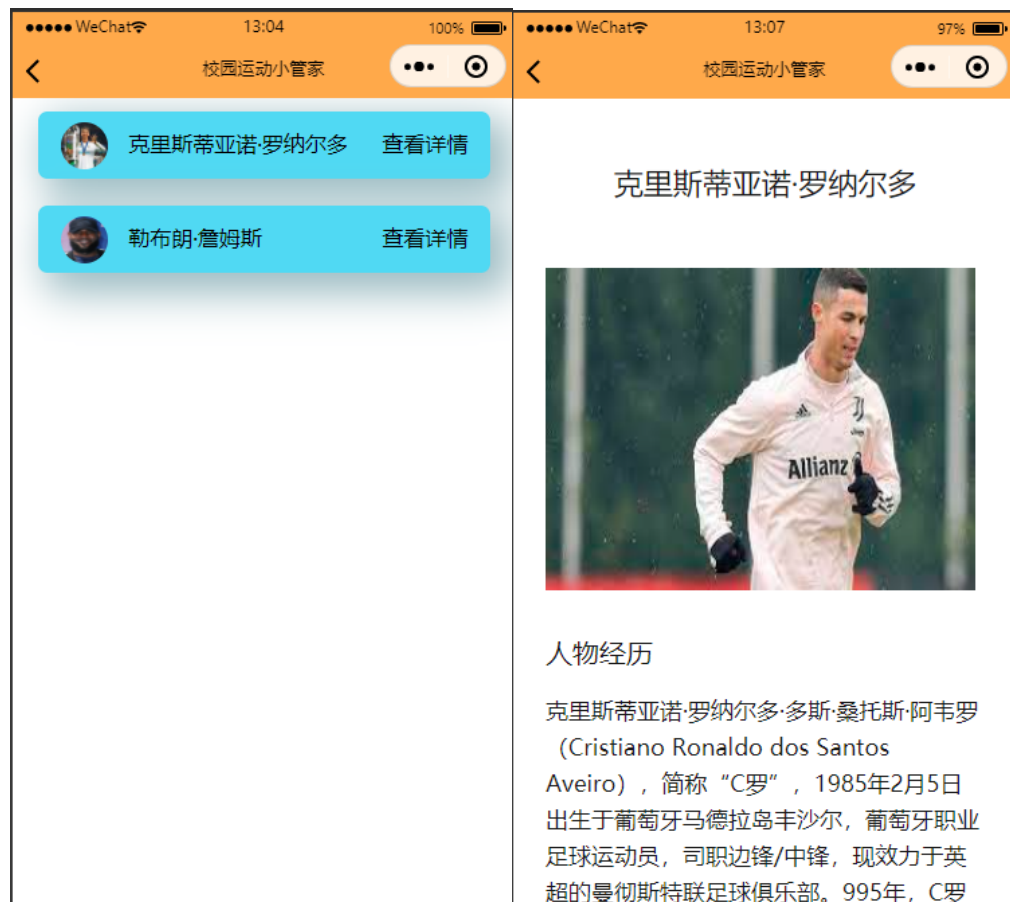 WeChat 13:04 100%
校园运动小管家
克里斯蒂亚诺·罗纳尔多 查看详情
勒布朗·詹姆斯 查看详情
WeChat 13:07 97%
校园运动小管家
克里斯蒂亚诺·罗纳尔多
Allianz
人物经历
克里斯蒂亚诺·罗纳尔多·多斯·桑托斯·阿韦罗
（Cristiano Ronaldo dos Santos
Aveiro），简称“C罗”，1985年2月5日
出生于葡萄牙马德拉岛丰沙尔，葡萄牙职业
足球运动员，司职边锋/中锋，现效力于英
超的曼彻斯特联足球俱乐部。995年，C罗